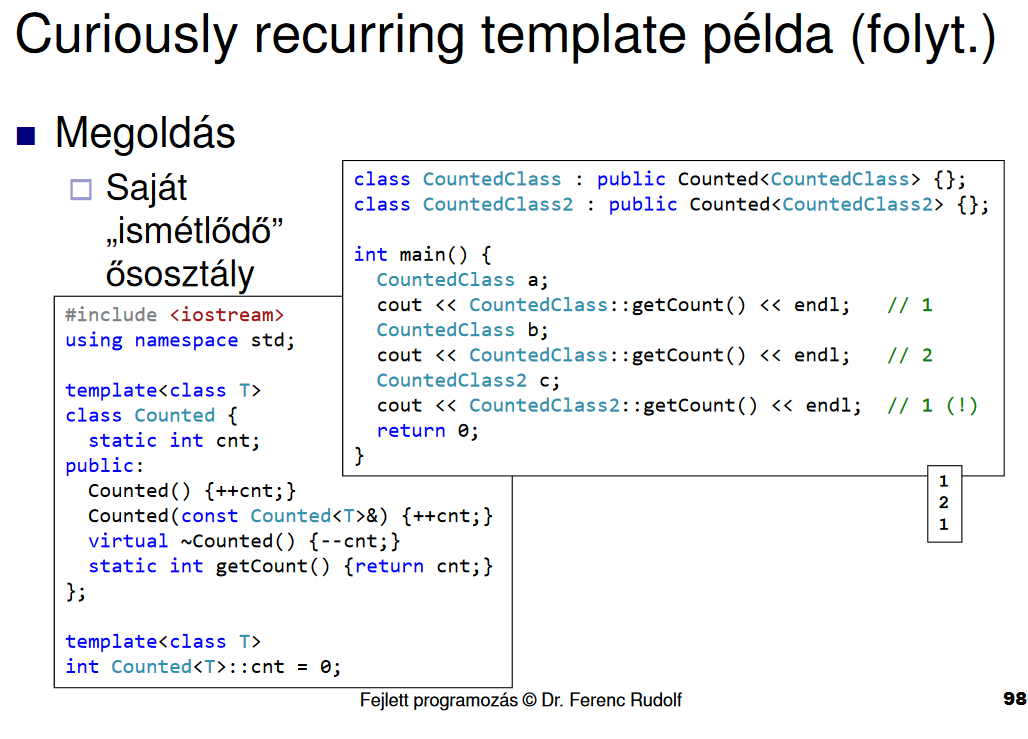 Curiously recurring template példa (folyt.)
Megoldás
Saját
„ismétlődő”
ősosztály
#include <iostream>
using namespace std;
template<class T>
class Counted {
static int cnt;
public:
Counted() {++cnt;}
Counted(const Counted<T>&) {++cnt;}
virtual ~Counted() {--cnt;}
static int getCount() {return cnt;}
};
template<class T>
int Counted<T>::cnt = 0;
class CountedClass : public Counted<CountedClass> {};
class CountedClass2 : public Counted<CountedClass2> {};
int main() {
CountedClass a;
cout << CountedClass::getCount() << endl; // 1
CountedClass b;
cout << CountedClass::getCount() << endl; // 2
CountedClass2 c;
cout << CountedClass2::getCount() << endl; // 1 (!)
return 0;
}
1
2
1
Fejlett programozás © Dr. Ferenc Rudolf
98